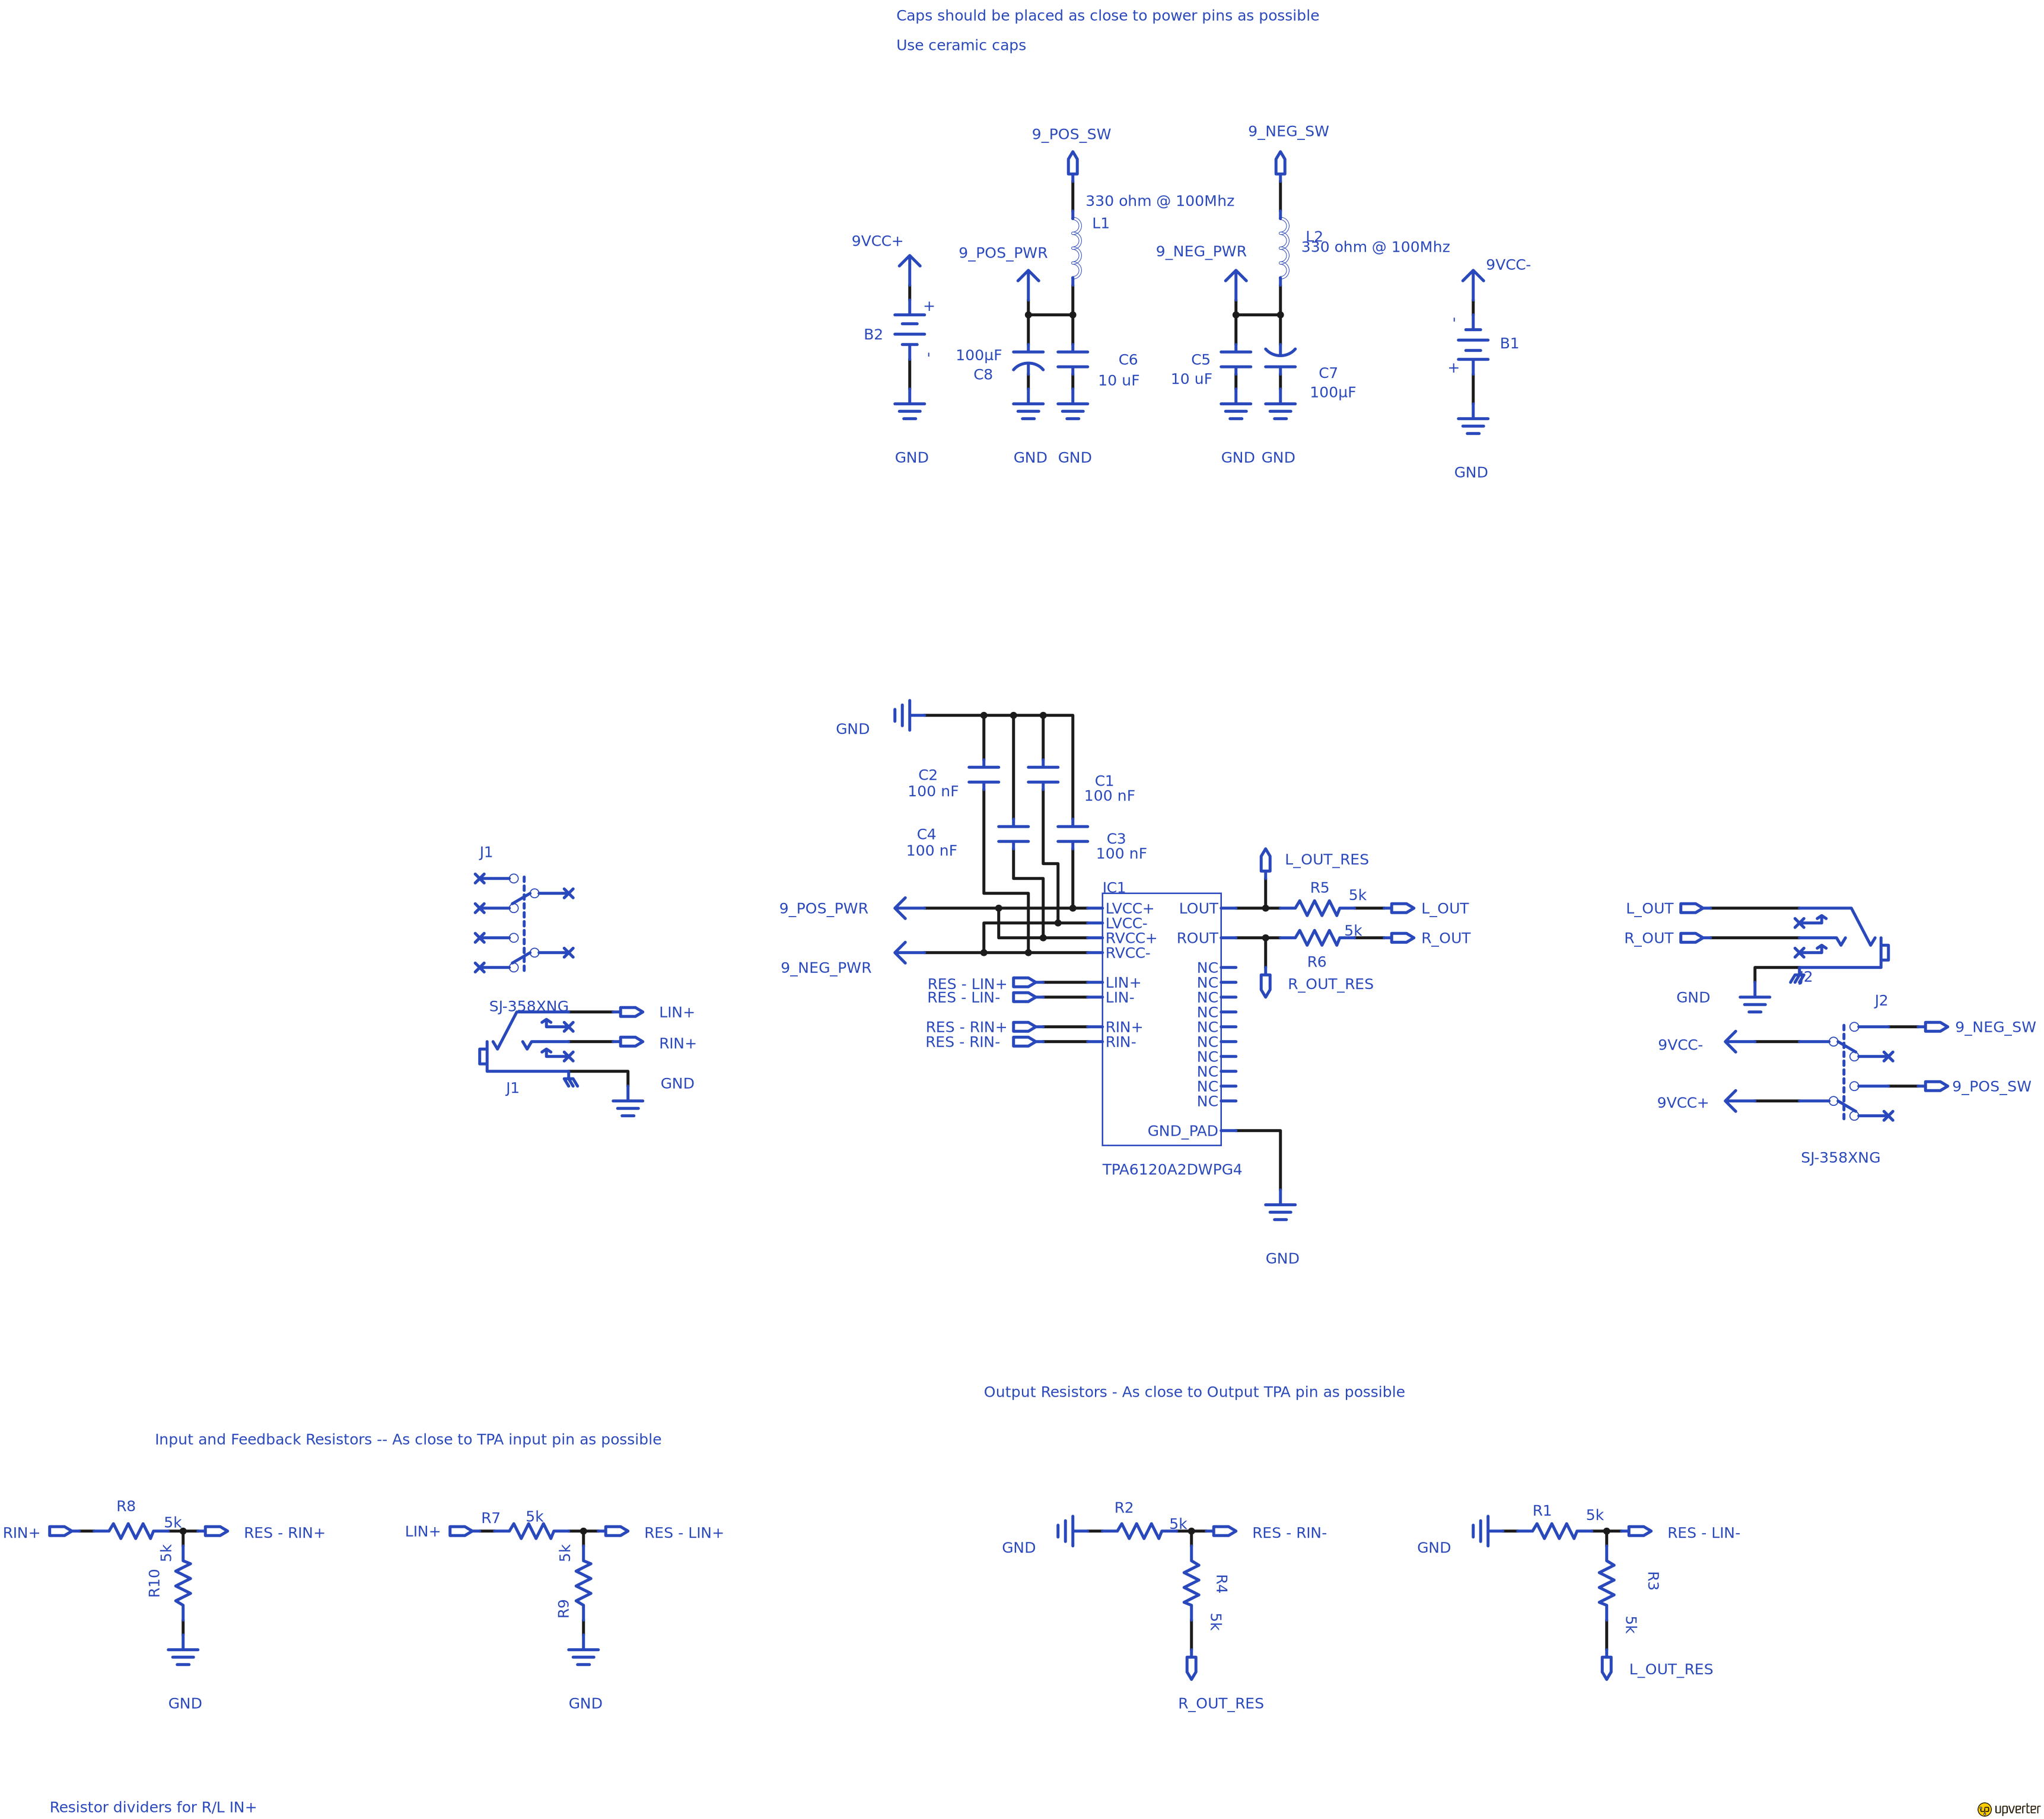 Caps should be placed as close to power pins as possible
Use ceramic caps
9_POS_SW
9_NEG_SW
330 ohm @ 100Mhz
L1
L2
330 ohm @ 100Mhz
9VCC+
9_POS_PWR
9_NEG_PWR
9VCC-
+
-
B2
-
+
B1
100µF
C8
C6
10 uF
C5
10 uF
C7
100µF
GND
GND
GND
GND
GND
GND
GND
C2
100 nF
C1
100 nF
C4
100 nF
C3
100 nF
J1
IC1
9_POS_PWR
9_NEG_PWR
LVCC+
LVCC-
RVCC+
RVCC-
LIN+
LIN-
RIN+
RIN-
RES - LIN+
RES - LIN-
RES - RIN+
RES - RIN-
LOUT
ROUT
NC
NC
NC
NC
NC
NC
NC
NC
NC
NC
GND_PAD
TPA6120A2DWPG4
GND
L_OUT_RES
R5
5k
L_OUT
5k
R_OUT
R6
R_OUT_RES
SJ-358XNG
LIN+
RIN+
GND
J1
L_OUT
R_OUT
GND
J2
J2
9_NEG_SW
9VCC-
9_POS_SW
9VCC+
SJ-358XNG
Output Resistors - As close to Output TPA pin as possible
Input and Feedback Resistors -- As close to TPA input pin as possible
RIN+
R8
5k
RES - RIN+
5k
R10
GND
LIN+
R7
5k
RES - LIN+
5k
R9
GND
GND
R2
5k
RES - RIN-
R4
5k
R_OUT_RES
GND
R1
5k
RES - LIN-
R3
5k
L_OUT_RES
Resistor dividers for R/L IN+
upverter